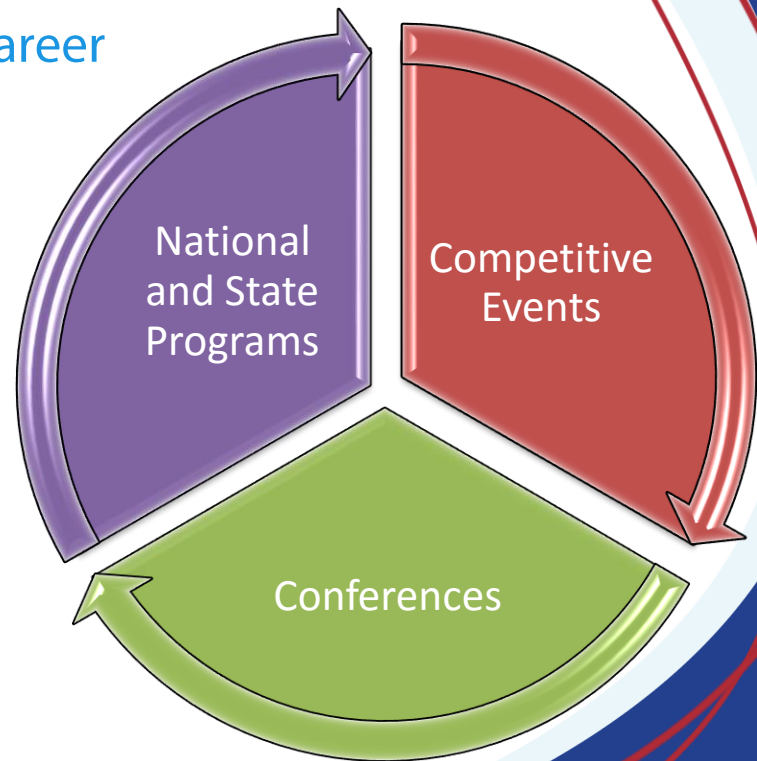 areer
National
and State
Programs
Competitive
Events
Conferences